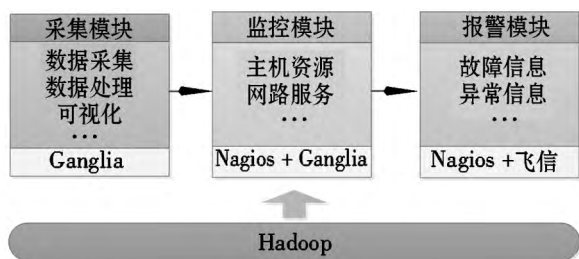 采集模块
数据采集
数据处理
可视化
…
Ganglia
监控模块
主机资源
网路服务
…
Nagios + Ganglia
报警模块
故障信息
异常信息
…
Nagios +飞信
Hadoop